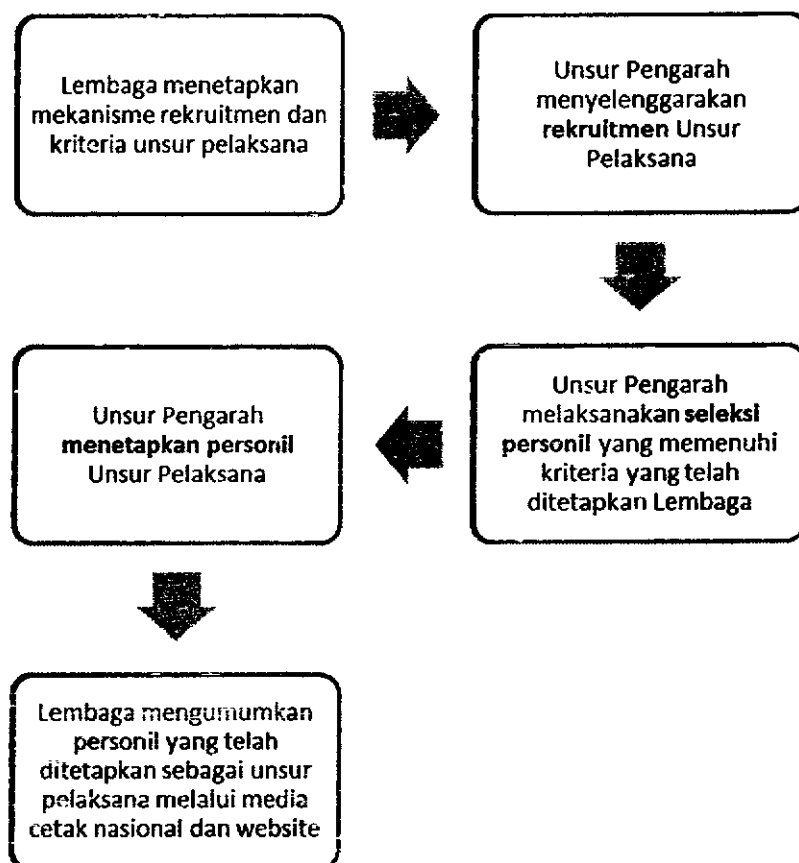 Lembaga menetapkan
mekanisme rekruitmen dan
kriteria unsur pelaksana
Unsur Pengarah
menyelenggarakan
rekruitmen Unsur
Pelaksana
Unsur Pengarah
melaksanakan seleksi
personil yang memenuhi
kriteria yang telah
ditetapkan Lembaga
Unsur Pengarah
menetapkan personil
Unsur Pelaksana
Lembaga mengumumkan
personil yang telah
ditetapkan sebagai unsur
pelaksana melalui media
cetak nasional dan website